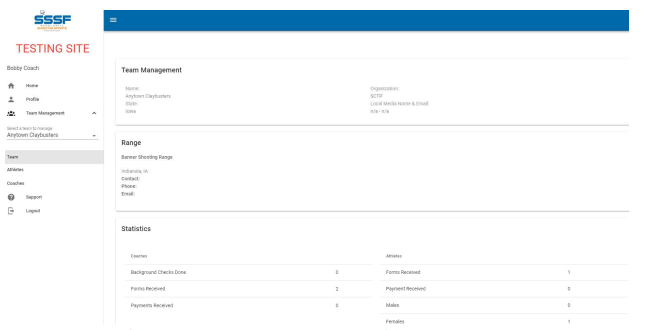 SSSF
TESTING SITE
Bobby Coach
Home
Profile
Team Management
Select a team to manage
Anytown Claybusters
Team
Athletes
Coaches
Support
Logout
Team Management
Name:
Anytown Claybusters
State:
Iowa
Organization:
SCTP
Local Media Name & Email:
n/a - n/a
Range
Banner Shooting Range
Indianola, IA
Contact:
Phone:
Email:
Statistics
Coaches
Background Checks Done 0
Forms Received 2
Payments Received 0
Athletes
Forms Received 1
Payment Received 0
Males 0
Females 1